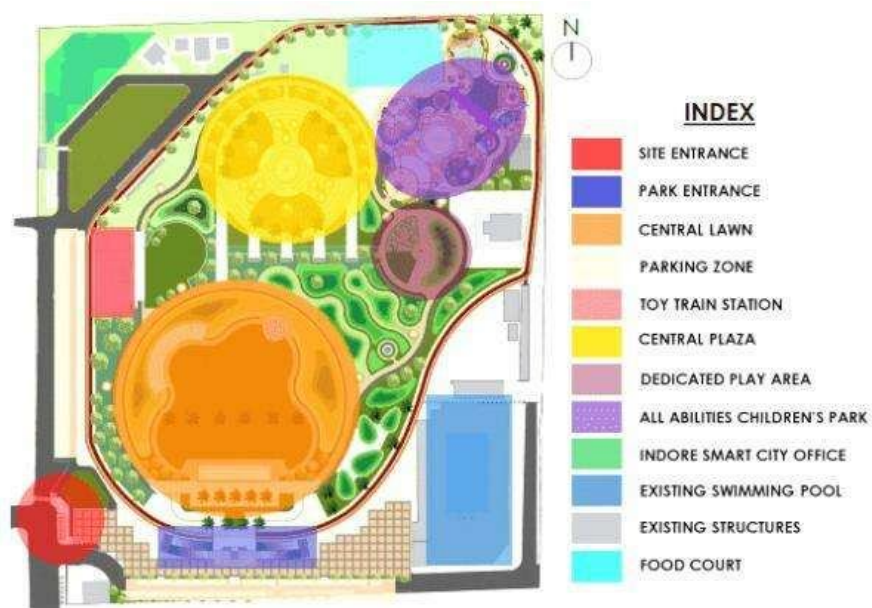 N
INDEX
SITE ENTRANCE
PARK ENTRANCE
CENTRAL LAWN
PARKING ZONE
TOY TRAIN STATION
CENTRAL PLAZA
DEDICATED PLAY AREA
ALL ABILITIES CHILDREN'S PARK
INDORE SMART CITY OFFICE
EXISTING SWIMMING POOL
EXISTING STRUCTURES
FOOD COURT